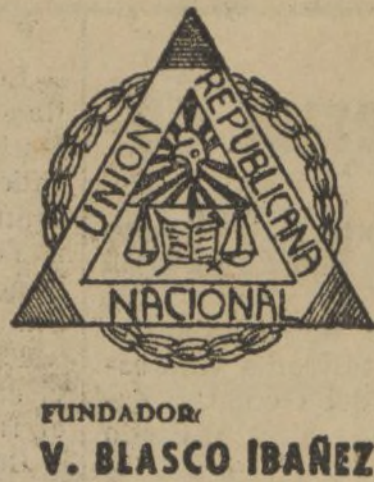 UNION
REPUBLICANA
NACIONAL
FUNDADOR:
V. BLASCO IBAÑEZ